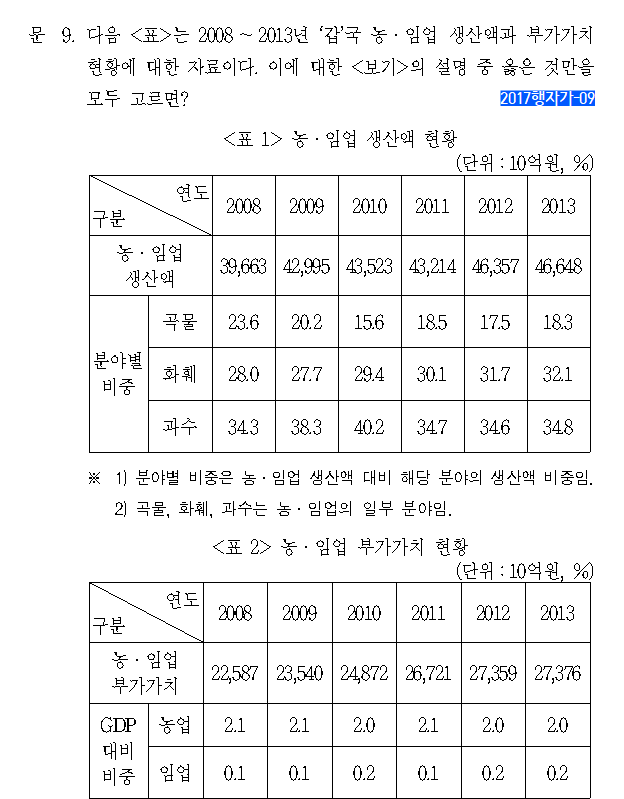 문 9. 다음 <표>는 2008 ~ 2013년 ‘갑’국 농·임업 생산액과 부가가치
현황에 대한 자료이다. 이에 대한 <보기>의 설명 중 옳은 것만을
모두 고르면? 2017행자가-09
<표 1> 농·임업 생산액 현황
(단위 : 10억원, %)
연도
구분
2008 2009 2010 2011 2012 2013
농·임업
생산액
39,663 42,995 43,523 43,214 46,357 46,648
분야별
비중
곡물 23.6 20.2 15.6 18.5 17.5 18.3
화훼 28.0 27.7 29.4 30.1 31.7 32.1
과수 34.3 38.3 40.2 34.7 34.6 34.8
※ 1) 분야별 비중은 농·임업 생산액 대비 해당 분야의 생산액 비중임.
2) 곡물, 화훼, 과수는 농·임업의 일부 분야임.
<표 2> 농·임업 부가가치 현황
(단위 : 10억원, %)
연도
구분
2008 2009 2010 2011 2012 2013
농·임업
부가가치
22,587 23,540 24,872 26,721 27,359 27,376
GDP
대비
비중
농업 2.1 2.1 2.0 2.1 2.0 2.0
임업 0.1 0.1 0.2 0.1 0.2 0.2